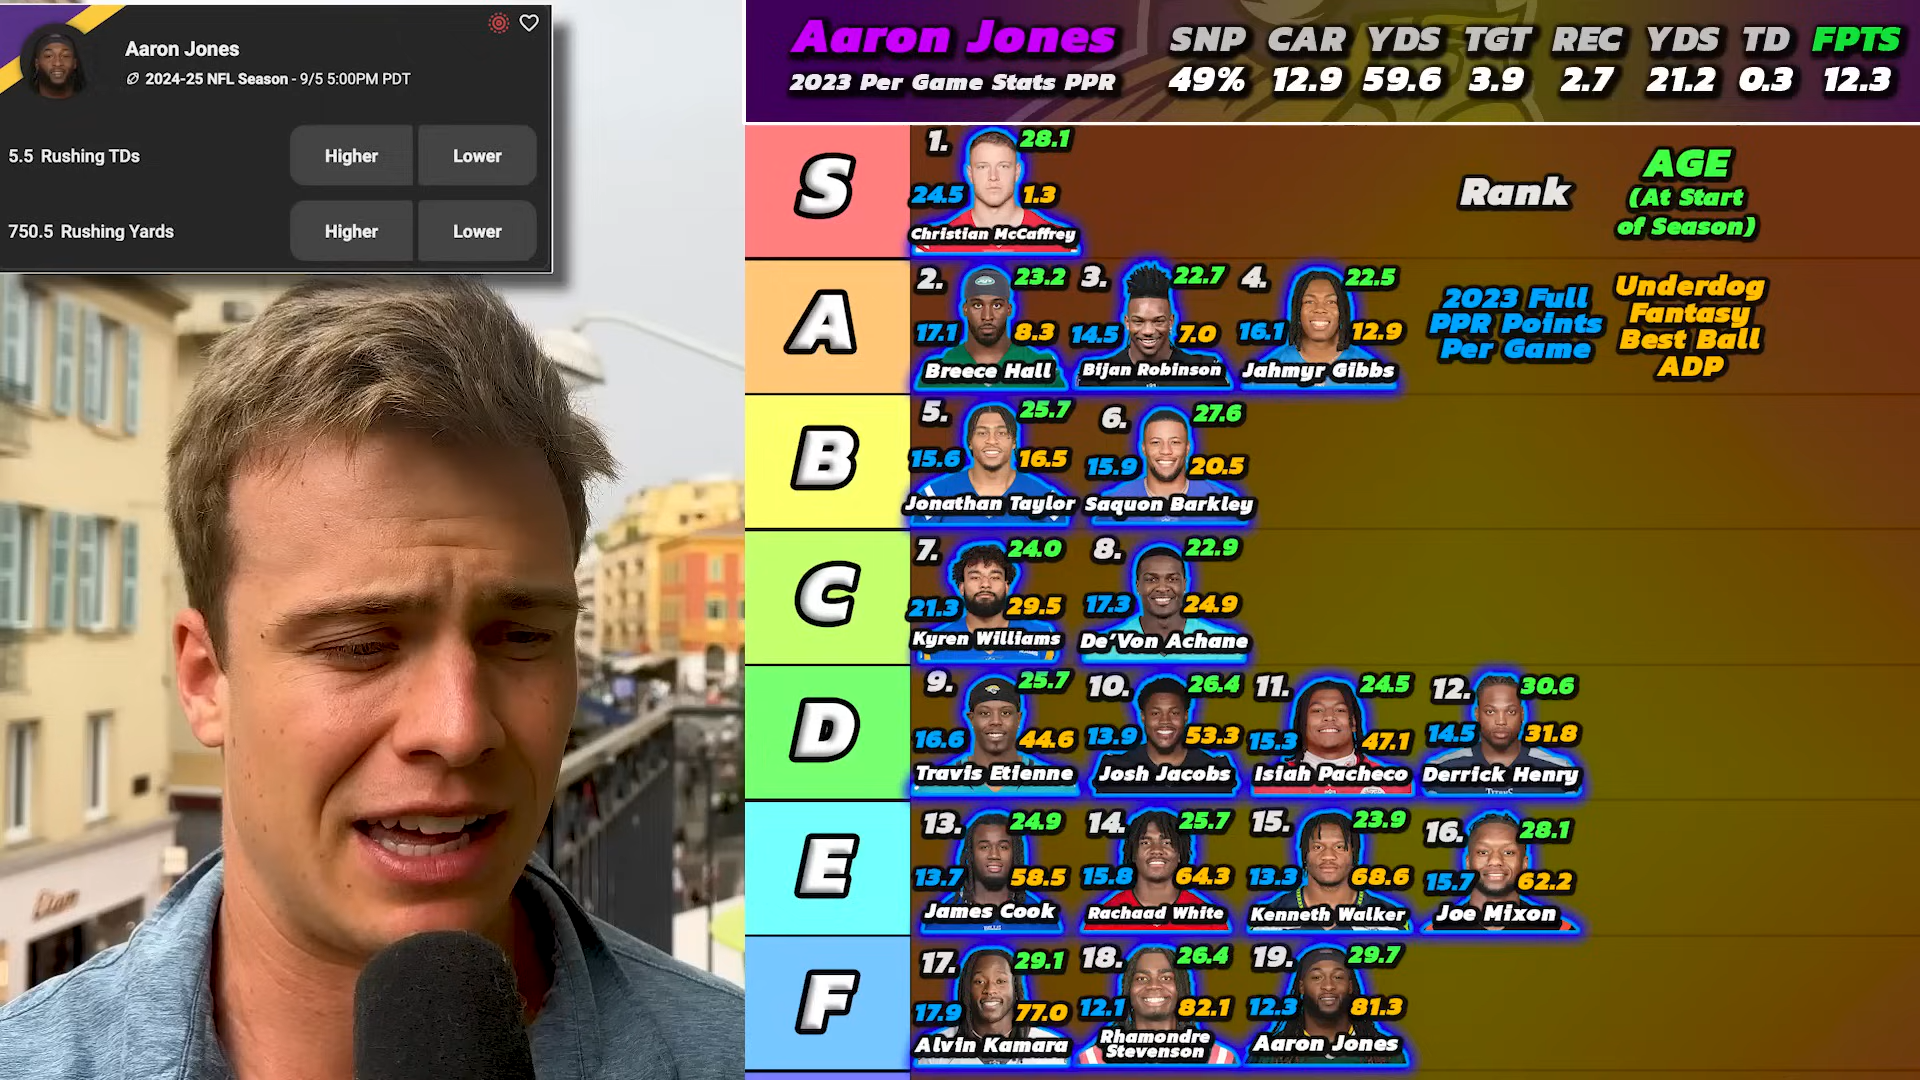 Aaron Jones
2024-25 NFL Season - 9/5 5:00PM PDT
5.5 Rushing TDs
Higher
Lower
750.5 Rushing Yards
Higher
Lower
Aaron Jones
2023 Per Game Stats PPR
SNP CAR YDS TGT REC YDS TD FPTS
49% 12.9 59.6 3.9 2.7 21.2 0.3 12.3
Rank
AGE
(At Start
of Season)
2023 Full
PPR Points
Per Game
Underdog
Fantasy
Best Ball
ADP
S
1. 28.1
24.5 1.3
Christian McCaffrey
A
2. 23.2
17.1 8.3
Breece Hall
3. 22.7
14.5 7.0
Bijan Robinson
4. 22.5
16.1 12.9
Jahmyr Gibbs
B
5. 25.7
15.6 16.5
Jonathan Taylor
6. 27.6
15.9 20.5
Saquon Barkley
C
7. 24.0
21.3 29.5
Kyren Williams
8. 22.9
17.3 24.9
De'Von Achane
D
9. 25.7
16.6 44.6
Travis Etienne
10. 26.4
13.9 53.3
Josh Jacobs
11. 24.5
15.3 47.1
Isiah Pacheco
12. 30.6
14.5 31.8
Derrick Henry
E
13. 24.9
13.7 58.5
James Cook
14. 25.7
15.8 64.3
Rachaad White
15. 23.9
13.3 68.6
Kenneth Walker
16. 28.1
15.7 62.2
Joe Mixon
F
17. 29.1
17.9 77.0
Alvin Kamara
18. 26.4
12.1 82.1
Rhamondre
Stevenson
19. 29.7
12.3 81.3
Aaron Jones